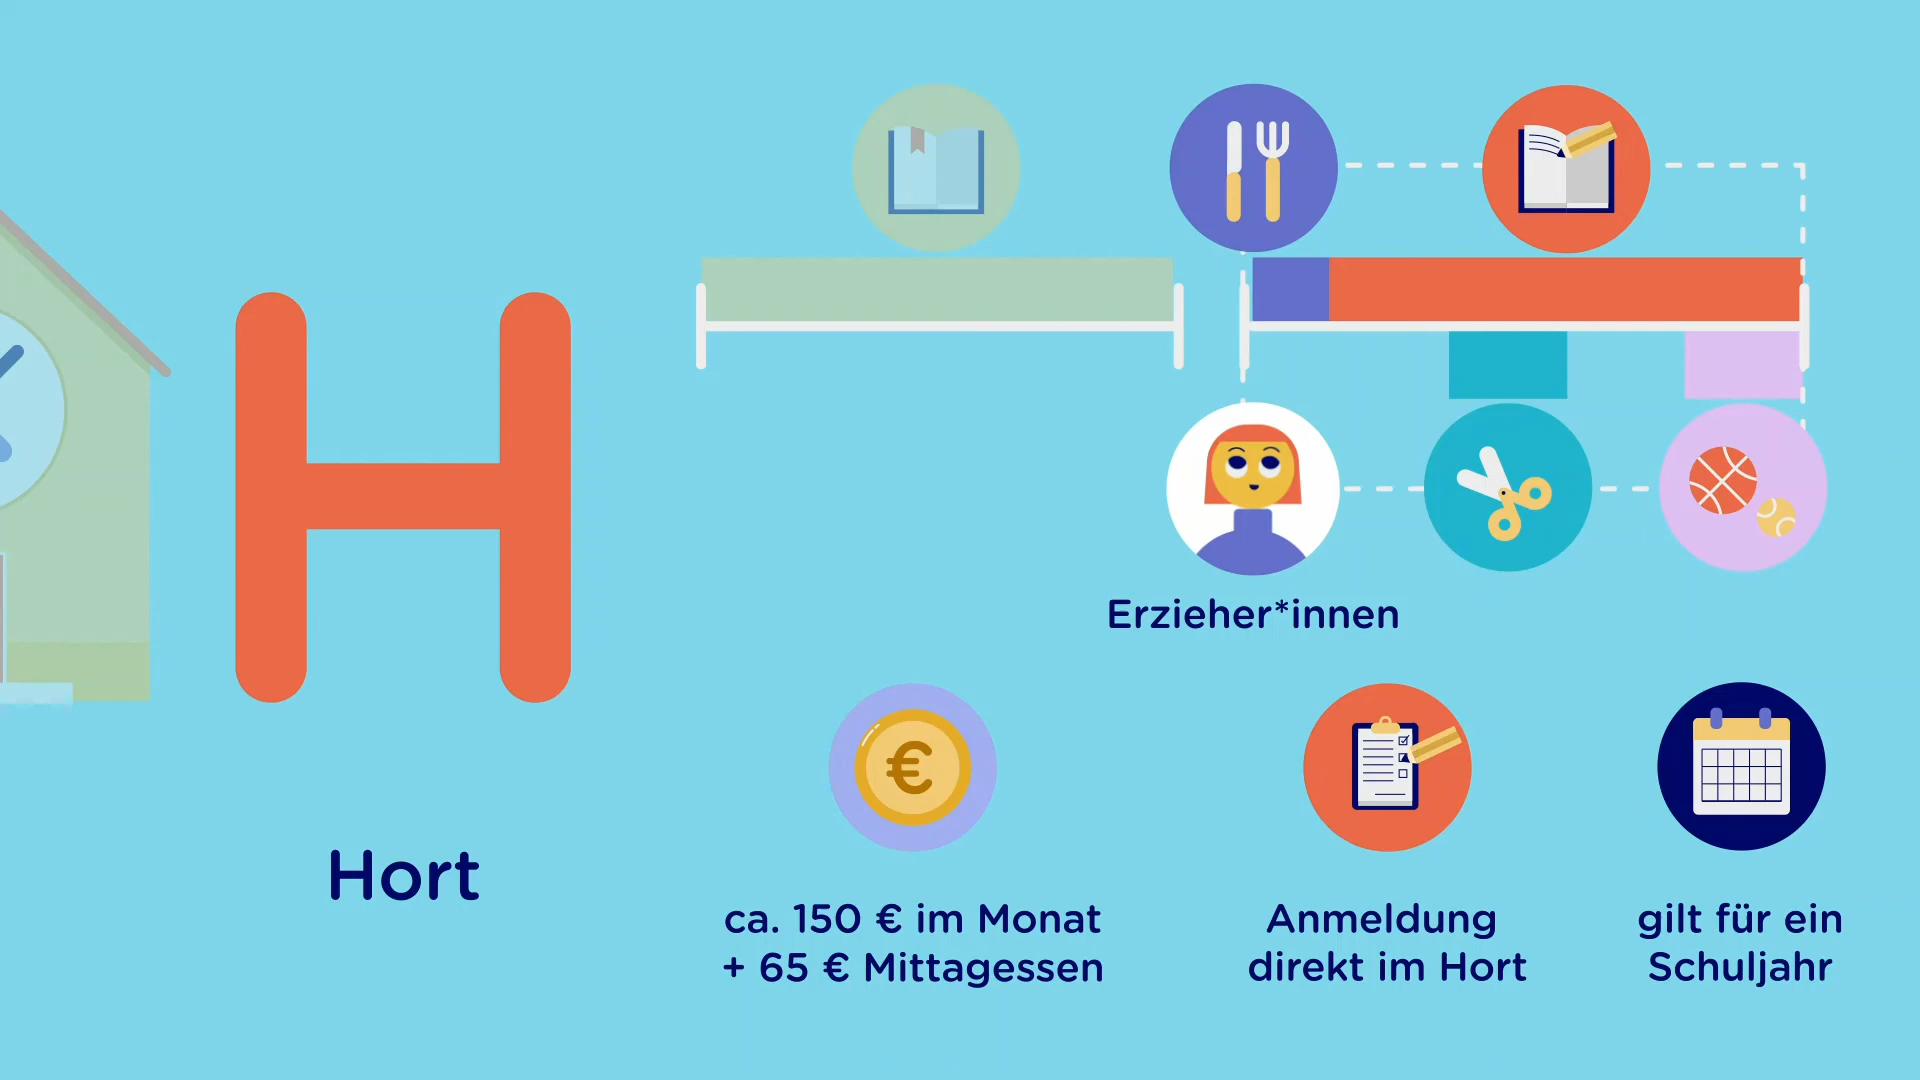 H
Hort
Erzieher*innen
€
ca. 150 € im Monat
+ 65 € Mittagessen
Anmeldung
direkt im Hort
gilt für ein
Schuljahr